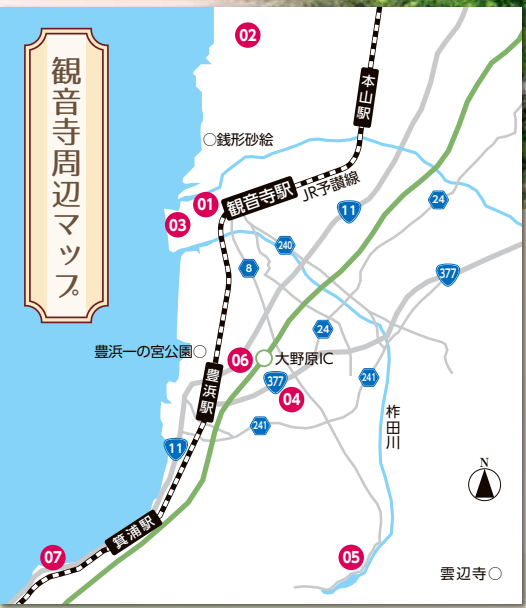 観音寺周辺マップ
02
本山駅
○銭形砂絵
01
観音寺駅
JR予讃線
24
11
03
240
8
377
24
豊浜一の宮公園○
06
大野原IC
377
241
豊浜駅
04
241
柞田川
11
N
箕浦駅
07
05
雲辺寺○